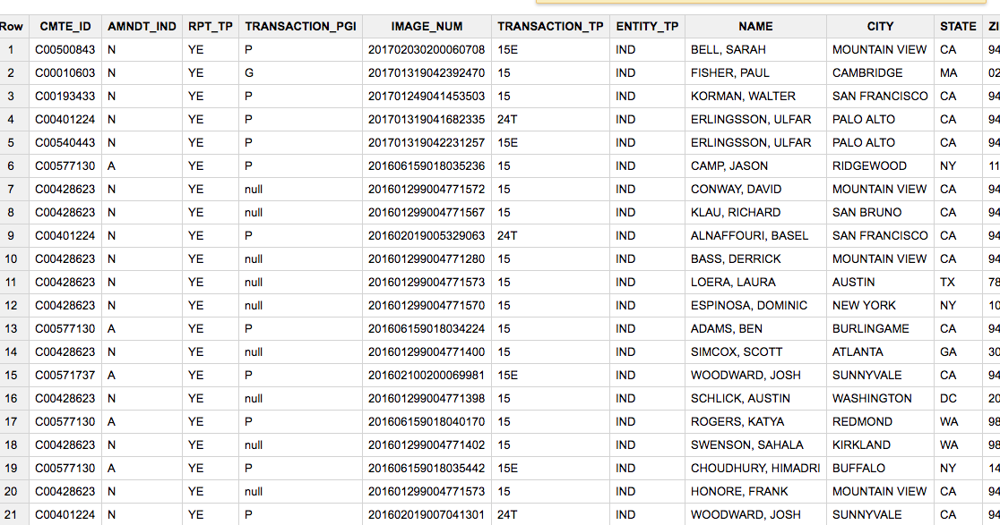 Row CMTE_ID AMNDT_IND RPT_TP TRANSACTION_PGI IMAGE_NUM TRANSACTION_TP ENTITY_TP NAME CITY STATE ZI
1 C00500843 N YE P 201702030200060708 15E IND BELL, SARAH MOUNTAIN VIEW CA 94
2 C00010603 N YE G 201701319042392470 15 IND FISHER, PAUL CAMBRIDGE MA 02
3 C00193433 N YE P 201701249041453503 15 IND KORMAN, WALTER SAN FRANCISCO CA 94
4 C00401224 N YE P 201701319041682335 24T IND ERLINGSSON, ULFAR PALO ALTO CA 94
5 C00540443 N YE P 201701319042231257 15E IND ERLINGSSON, ULFAR PALO ALTO CA 94
6 C00577130 A YE P 201606159018035236 15 IND CAMP, JASON RIDGEWOOD NY 11
7 C00428623 N YE null 201601299004771572 15 IND CONWAY, DAVID MOUNTAIN VIEW CA 94
8 C00428623 N YE null 201601299004771567 15 IND KLAU, RICHARD SAN BRUNO CA 94
9 C00401224 N YE P 201602019005329063 24T IND ALNAFFOURI, BASEL SAN FRANCISCO CA 94
10 C00428623 N YE null 201601299004771280 15 IND BASS, DERRICK MOUNTAIN VIEW CA 94
11 C00428623 N YE null 201601299004771573 15 IND LOERA, LAURA AUSTIN TX 78
12 C00428623 N YE null 201601299004771570 15 IND ESPINOSA, DOMINIC NEW YORK NY 10
13 C00577130 A YE P 201606159018034224 15 IND ADAMS, BEN BURLINGAME CA 94
14 C00428623 N YE null 201601299004771400 15 IND SIMCOX, SCOTT ATLANTA GA 30
15 C00571737 A YE P 201602100200069981 15E IND WOODWARD, JOSH SUNNYVALE CA 94
16 C00428623 N YE null 201601299004771398 15 IND SCHLICK, AUSTIN WASHINGTON DC 20
17 C00577130 A YE P 201606159018040170 15 IND ROGERS, KATYA REDMOND WA 98
18 C00428623 N YE null 201601299004771402 15 IND SWENSON, SAHALA KIRKLAND WA 98
19 C00577130 A YE P 201606159018035442 15E IND CHOUDHURY, HIMADRI BUFFALO NY 14
20 C00428623 N YE null 201601299004771573 15 IND HONORE, FRANK MOUNTAIN VIEW CA 94
21 C00401224 N YE P 201602019007041301 24T IND WOODWARD, JOSH SUNNYVALE CA 94